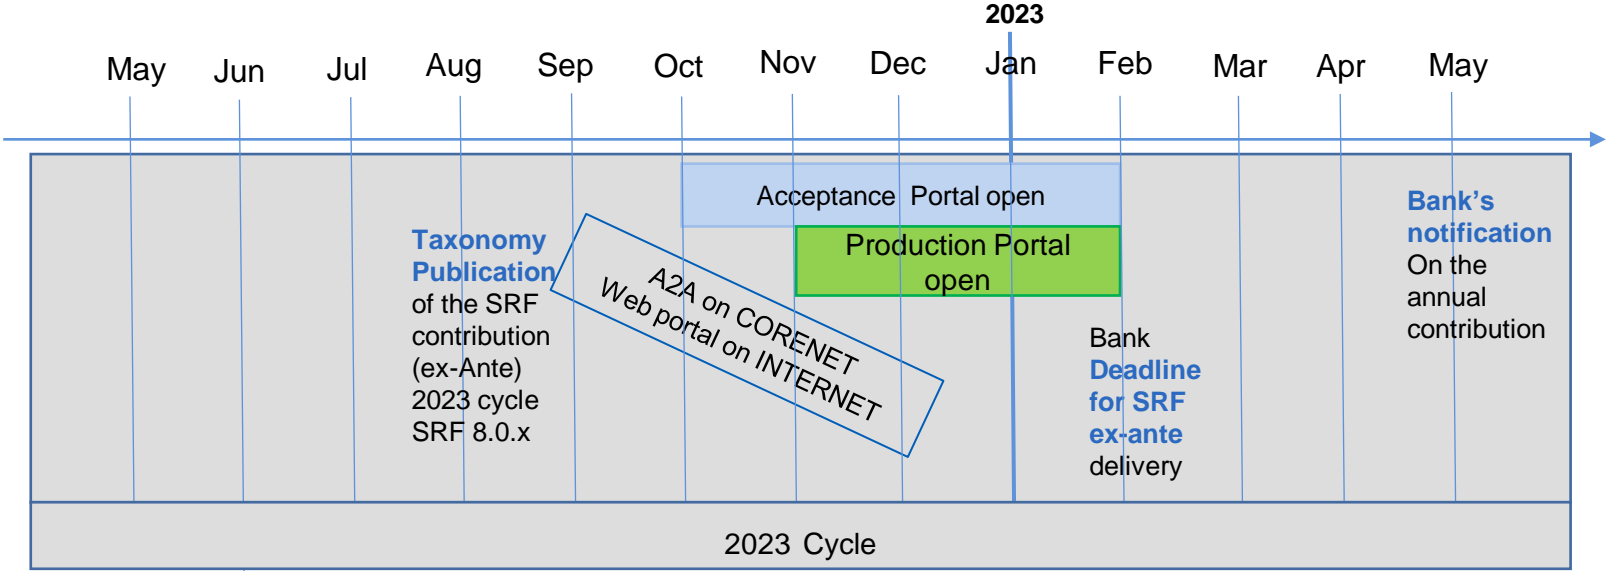 2023
May Jun Jul Aug Sep Oct Nov Dec Jan Feb Mar Apr May
Acceptance Portal open
Production Portal
open
Taxonomy
Publication
of the SRF
contribution
(ex-Ante)
2023 cycle
SRF 8.0.x
A2A on CORENET
Web portal on INTERNET
Bank
Deadline
for SRF
ex-ante
delivery
Bank’s
notification
On the
annual
contribution
2023 Cycle